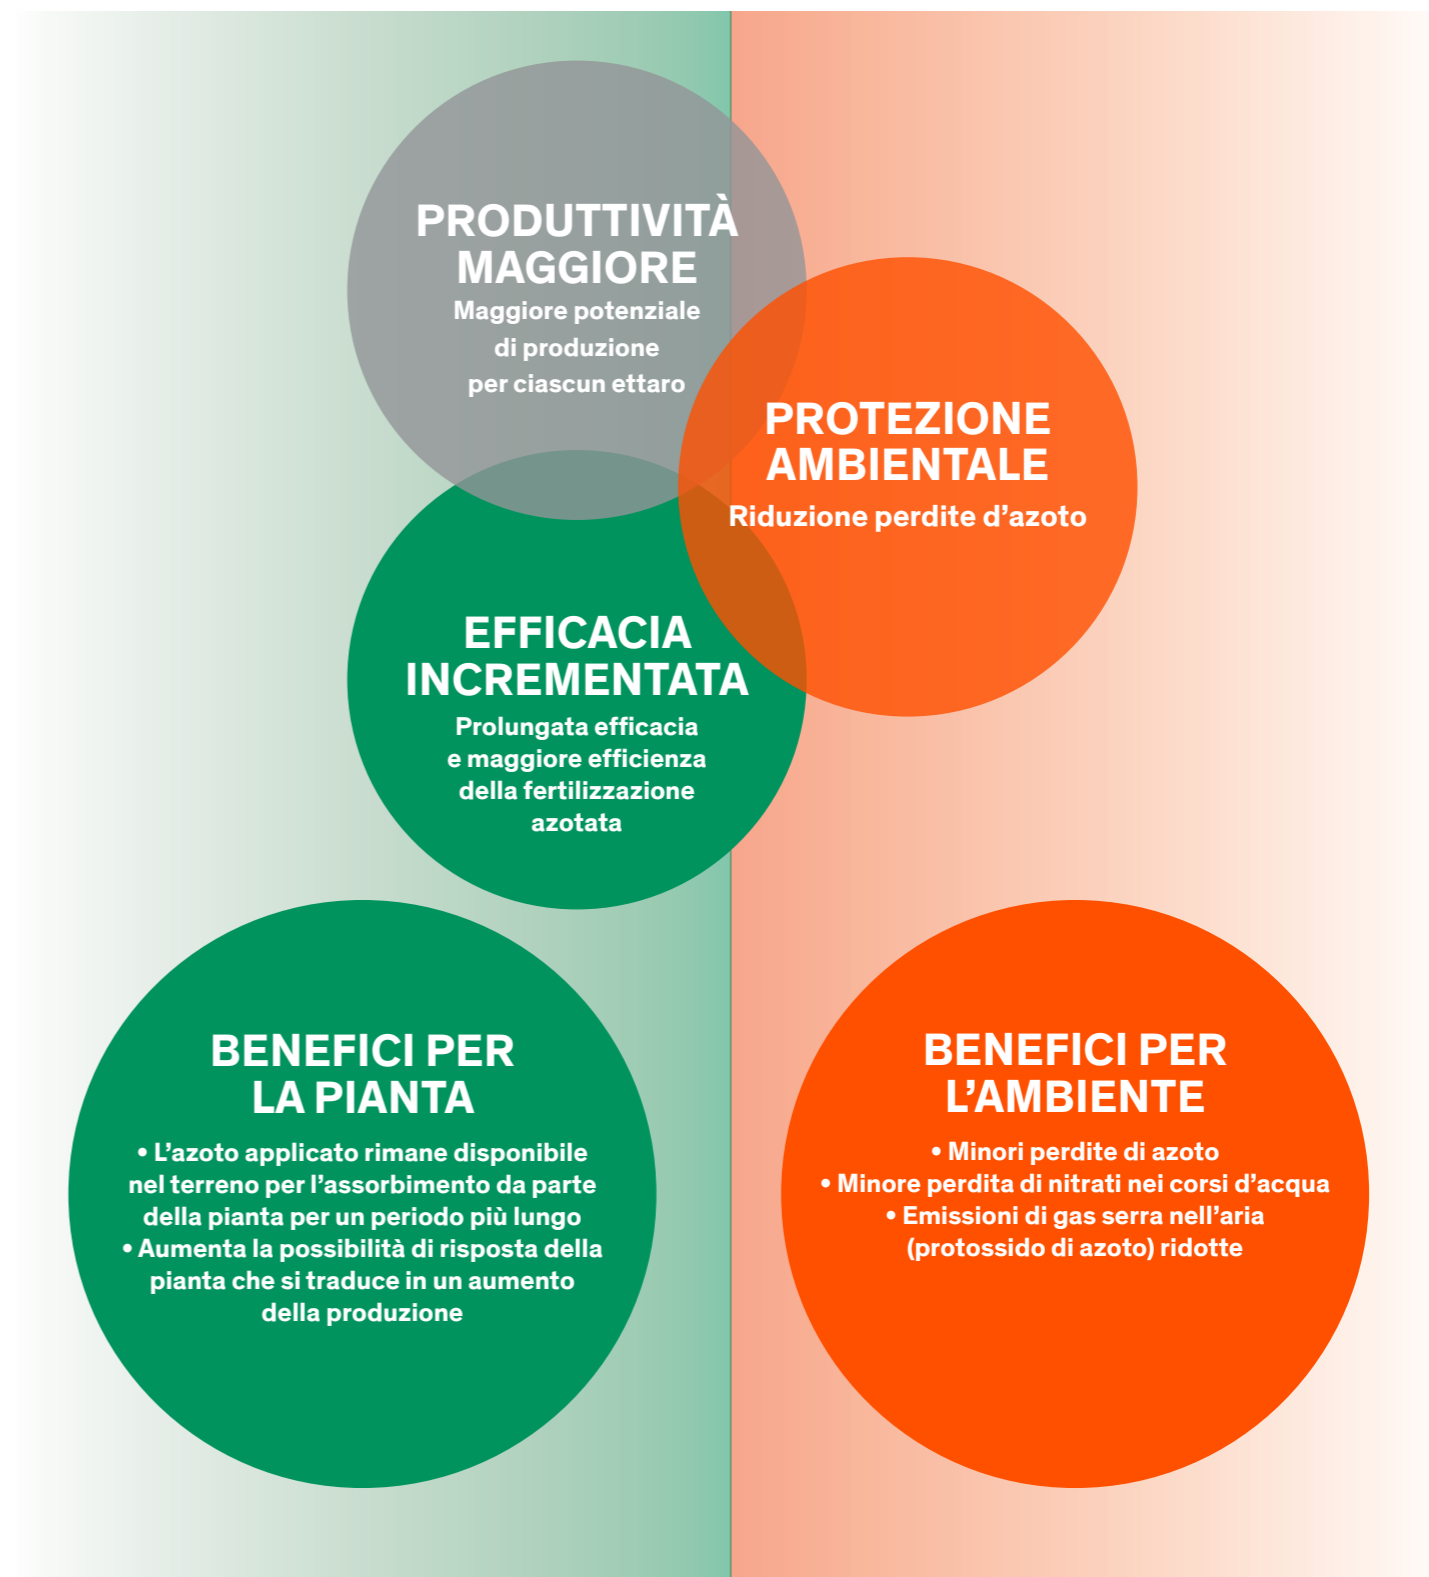 PRODUTTIVITÀ
MAGGIORE
Maggiore potenziale
di produzione
per ciascun ettaro
PROTEZIONE
AMBIENTALE
Riduzione perdite d’azoto
EFFICACIA
INCREMENTATA
Prolungata efficacia
e maggiore efficienza
della fertilizzazione
azotata
BENEFICI PER
LA PIANTA
• L’azoto applicato rimane disponibile
nel terreno per l’assorbimento da parte
della pianta per un periodo più lungo
• Aumenta la possibilità di risposta della
pianta che si traduce in un aumento
della produzione
BENEFICI PER
L’AMBIENTE
• Minori perdite di azoto
• Minore perdita di nitrati nei corsi d’acqua
• Emissioni di gas serra nell’aria
(protossido di azoto) ridotte